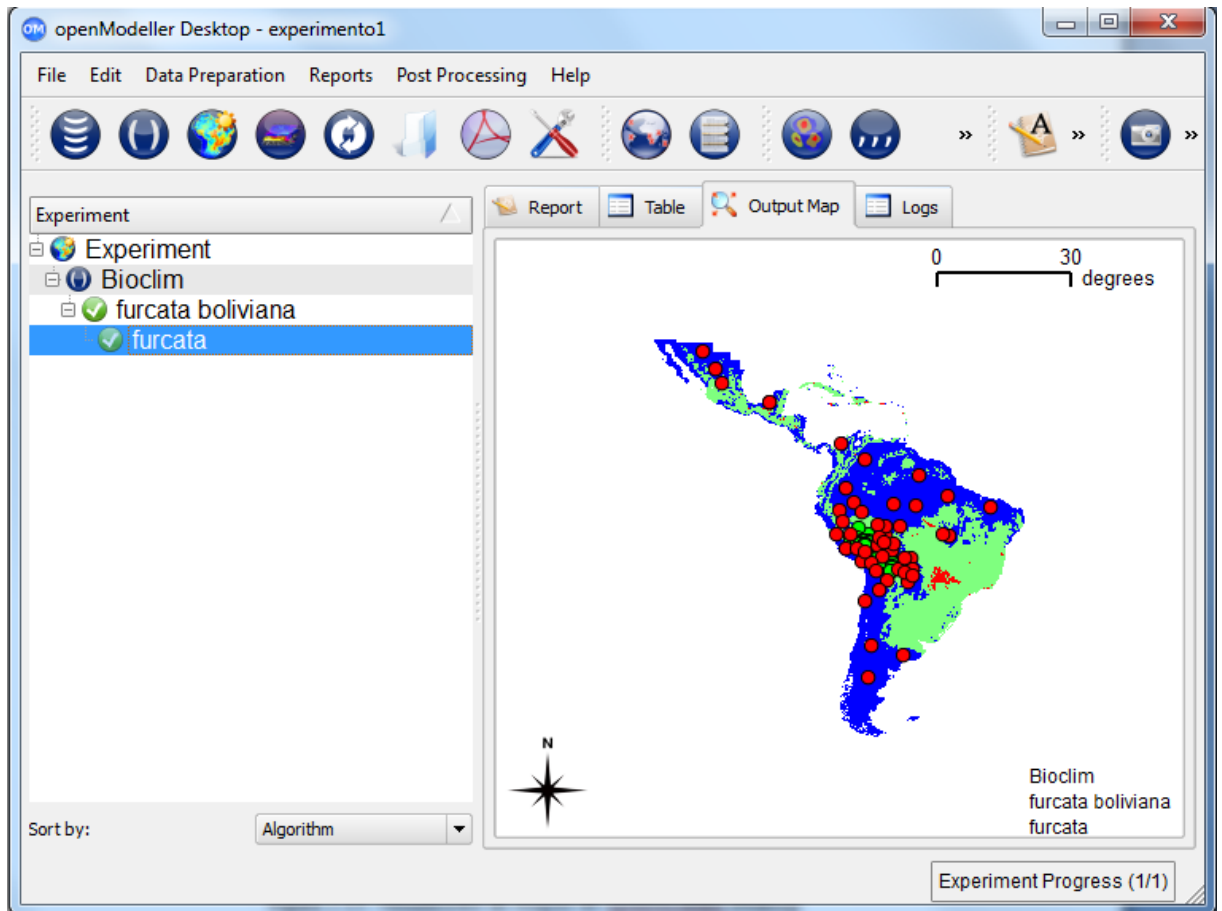 OM openModeller Desktop - experimento1
File Edit Data Preparation Reports Post Processing Help
A
Experiment
Report Table Output Map Logs
Experiment
Bioclim
furcata boliviana
furcata
0 30
degrees
N
Bioclim
furcata boliviana
furcata
Sort by: Algorithm
Experiment Progress (1/1)